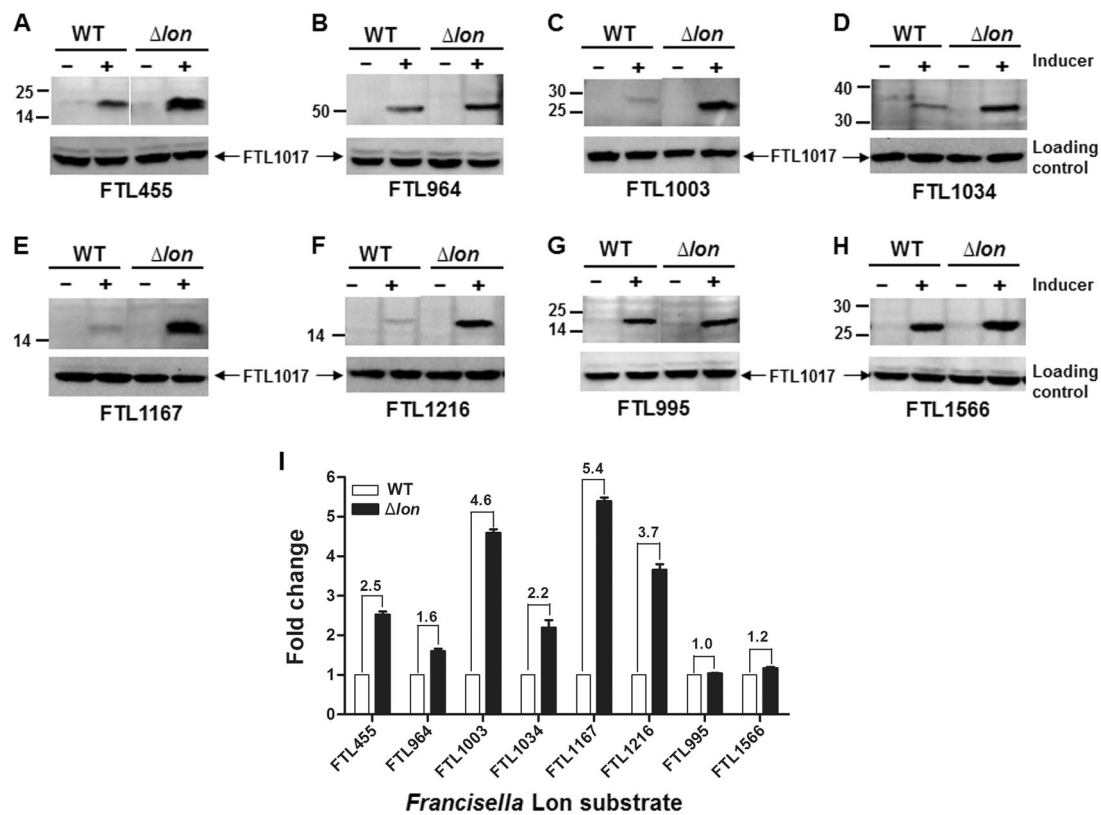 A B C D
WT Δlon WT Δlon WT Δlon WT Δlon
− + − + − + − + − + − + − + − + Inducer
25
14
50
30
25
40
30
FTL1017 FTL1017 Loading control
FTL455 FTL964 FTL1003 FTL1034
E F G H
WT Δlon WT Δlon WT Δlon WT Δlon
− + − + − + − + − + − + − + − + Inducer
14
14
25
14
30
25
FTL1017 FTL1017 Loading control
FTL1167 FTL1216 FTL995 FTL1566
I
WT
Δlon
Fold change
6
5
4
3
2
1
0
2.5 1.6 4.6 2.2 5.4 3.7 1.0 1.2
FTL455 FTL964 FTL1003 FTL1034 FTL1167 FTL1216 FTL995 FTL1566
Francisella Lon substrate